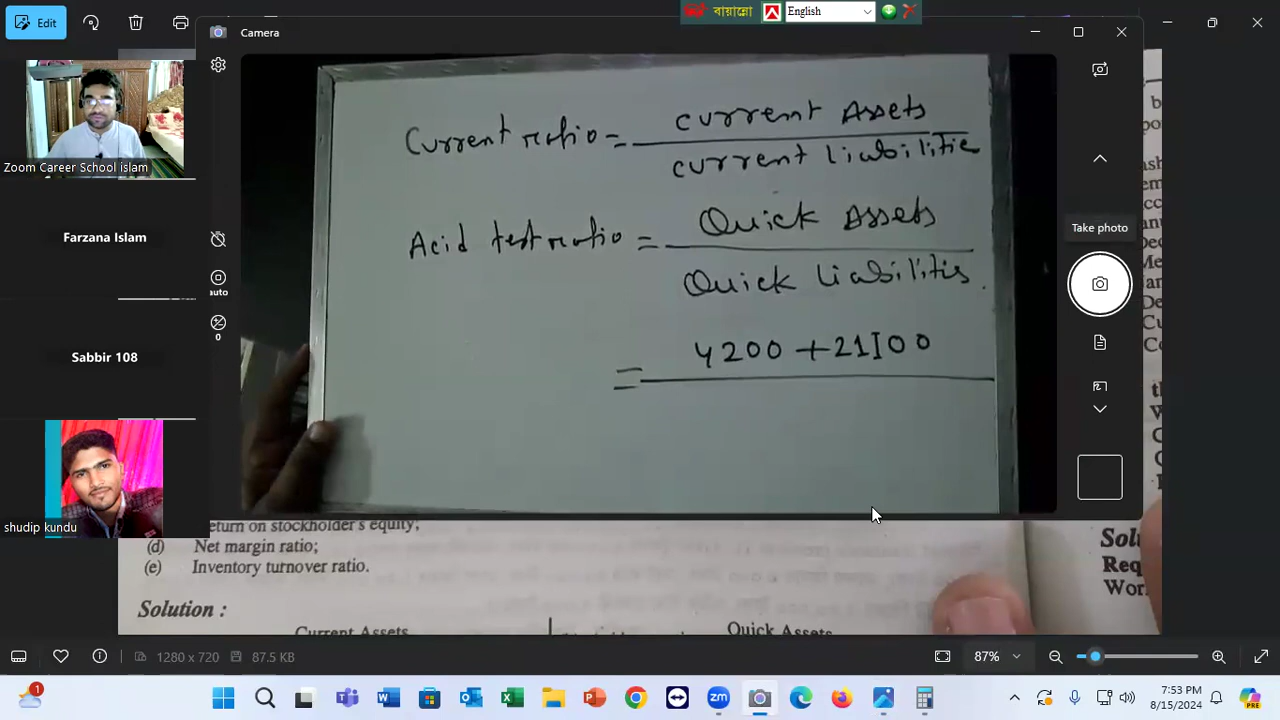 Edit
বায়ান্নো English
Camera
Zoom Career School islam
Farzana Islam
Sabbir 108
shudip kundu
auto
0
Take photo
Current ratio = current Assets
current liabilities
Acid test ratio = Quick Assets
Quick liabilities.
= 4200 + 21100
eturn on stockholder's equity;
(d) Net margin ratio;
(e) Inventory turnover ratio.
Solution :
Current Assets
Quick Assets
Solu
Req
Wor
1280 x 720 87.5 KB
87%
1
7:53 PM
8/15/2024
PRE